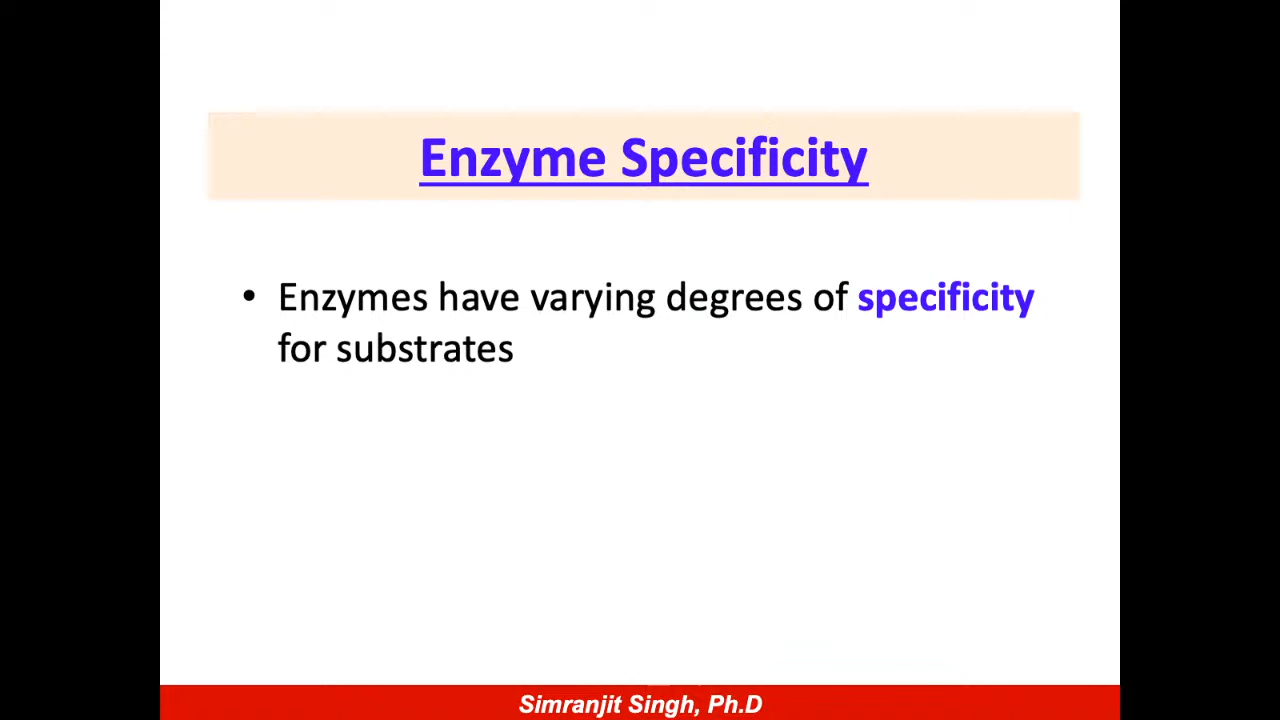 Enzyme Specificity
• Enzymes have varying degrees of specificity
for substrates
Simranjit Singh, Ph.D